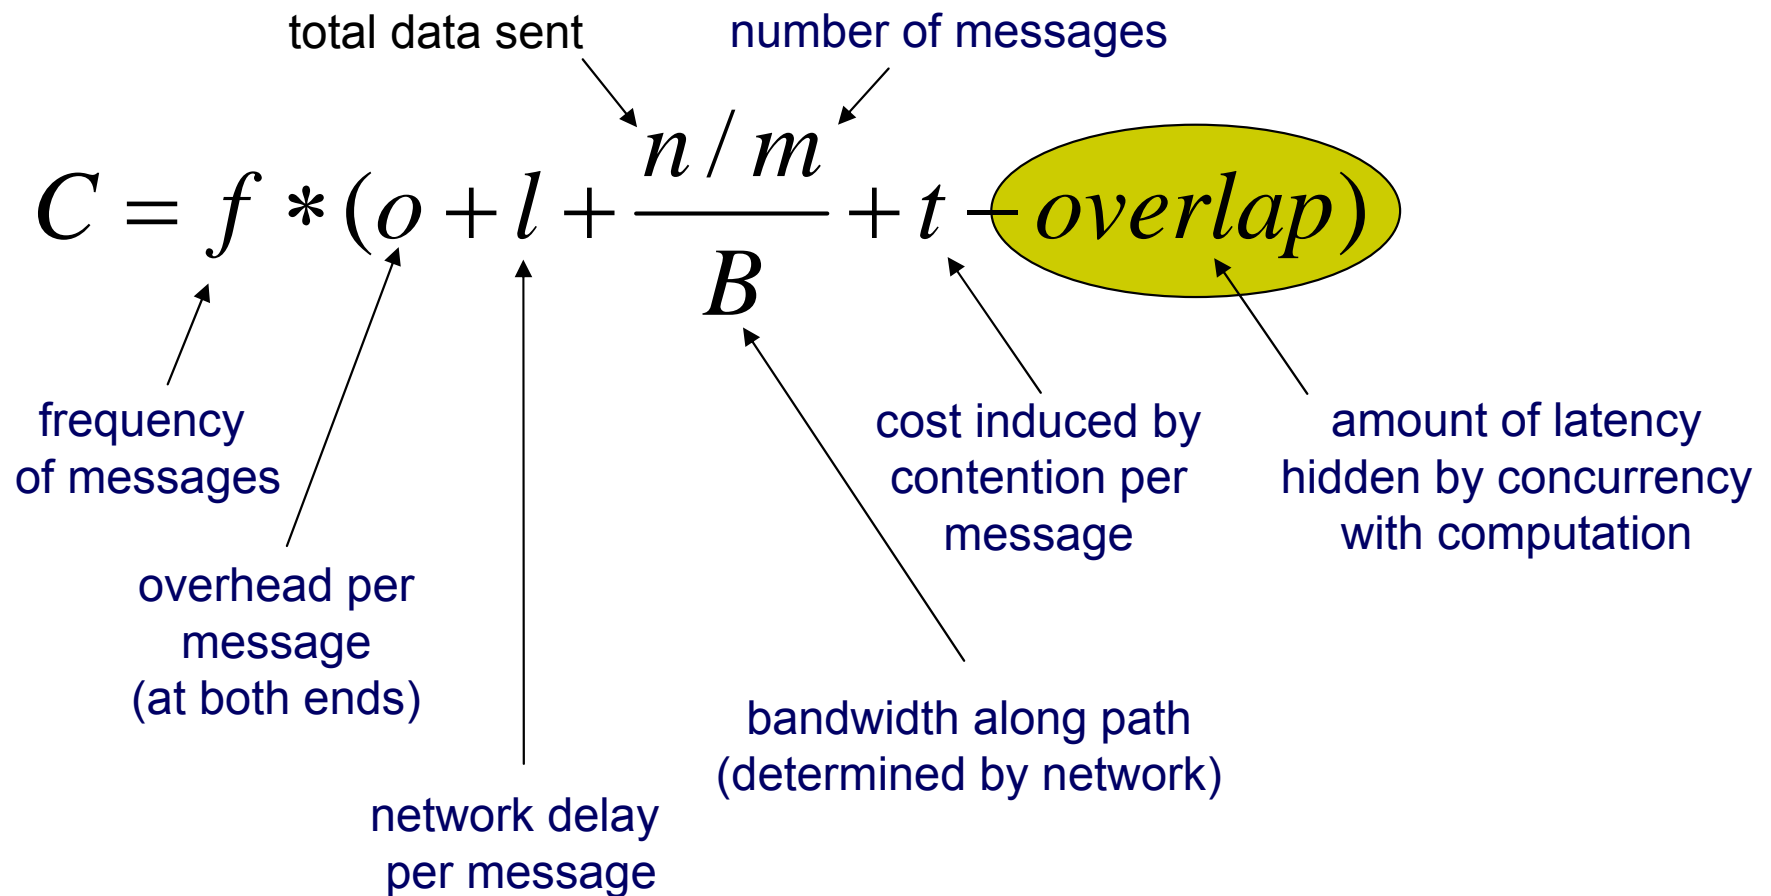 total data sent
number of messages
C = f * (o + l + \frac{n / m}{B} + t - overlap)
frequency
of messages
cost induced by
contention per
message
amount of latency
hidden by concurrency
with computation
overhead per
message
(at both ends)
bandwidth along path
(determined by network)
network delay
per message